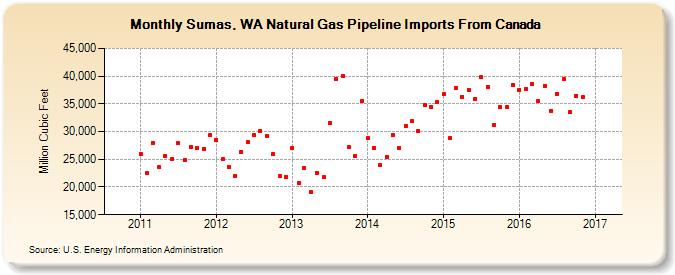 Monthly Sumas, WA Natural Gas Pipeline Imports From Canada
Million Cubic Feet
45,000
40,000
35,000
30,000
25,000
20,000
15,000
2011 2012 2013 2014 2015 2016 2017
Source: U.S. Energy Information Administration